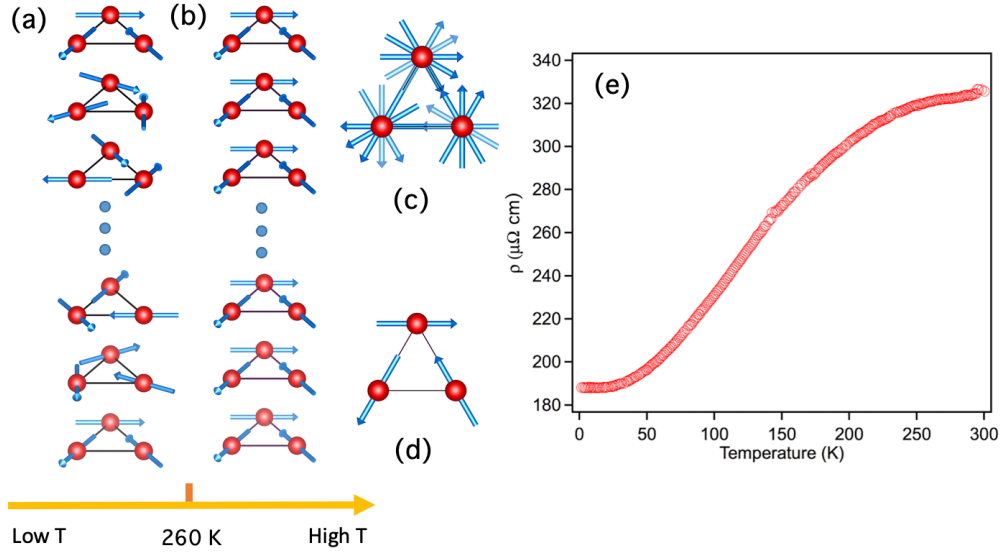 (a)
(b)
(c)
(d)
Low T
260 K
High T
(e)
ρ (μΩ cm)
340
320
300
280
260
240
220
200
180
0
50
100
150
200
250
300
Temperature (K)